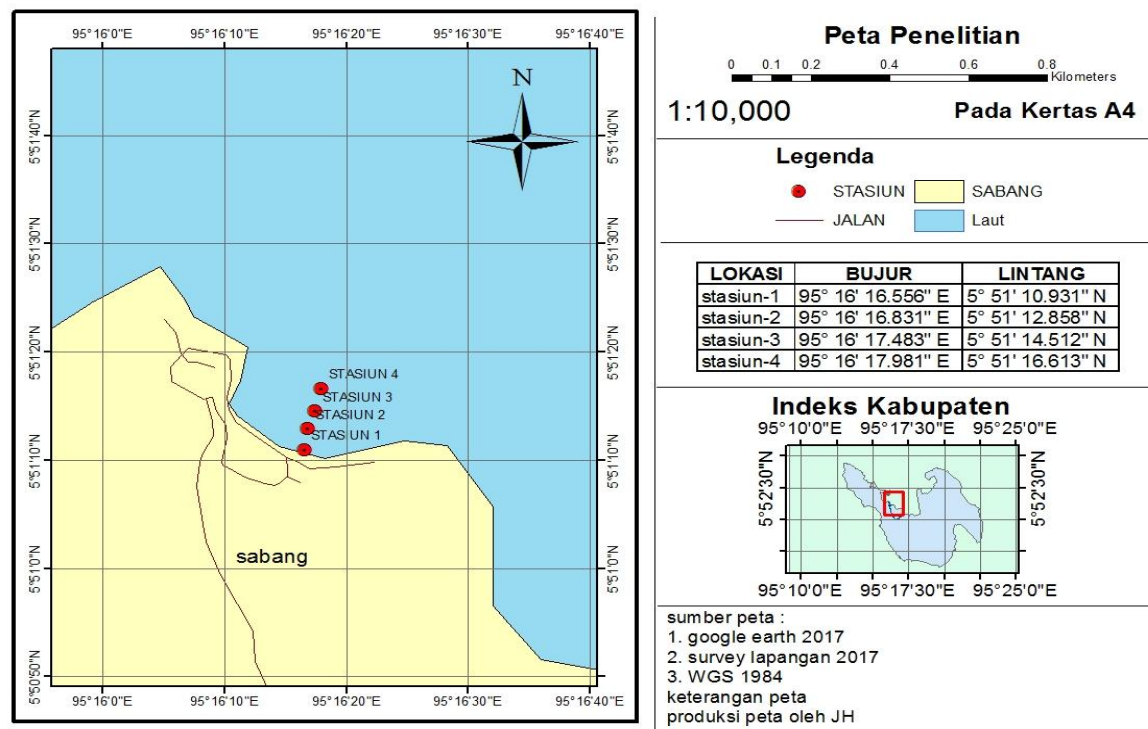 95°16'0"E 95°16'10"E 95°16'20"E 95°16'30"E 95°16'40"E
5°51'40"N 5°51'40"N
5°51'30"N 5°51'30"N
5°51'20"N 5°51'20"N
5°51'10"N 5°51'10"N
5°51'0"N 5°51'0"N
5°50'50"N 5°50'50"N
N
STASIUN 4
STASIUN 3
STASIUN 2
STASIUN 1
sabang
95°16'0"E 95°16'10"E 95°16'20"E 95°16'30"E 95°16'40"E
Peta Penelitian
0 0.1 0.2 0.4 0.6 0.8
Kilometers
1:10,000 Pada Kertas A4
Legenda
STASIUN SABANG
JALAN Laut
LOKASI BUJUR LINTANG
stasiun-1 95° 16' 16.556" E 5° 51' 10.931" N
stasiun-2 95° 16' 16.831" E 5° 51' 12.858" N
stasiun-3 95° 16' 17.483" E 5° 51' 14.512" N
stasiun-4 95° 16' 17.981" E 5° 51' 16.613" N
Indeks Kabupaten
95°10'0"E 95°17'30"E 95°25'0"E
5°52'30"N 5°52'30"N
95°10'0"E 95°17'30"E 95°25'0"E
sumber peta :
1. google earth 2017
2. survey lapangan 2017
3. WGS 1984
keterangan peta
produksi peta oleh JH